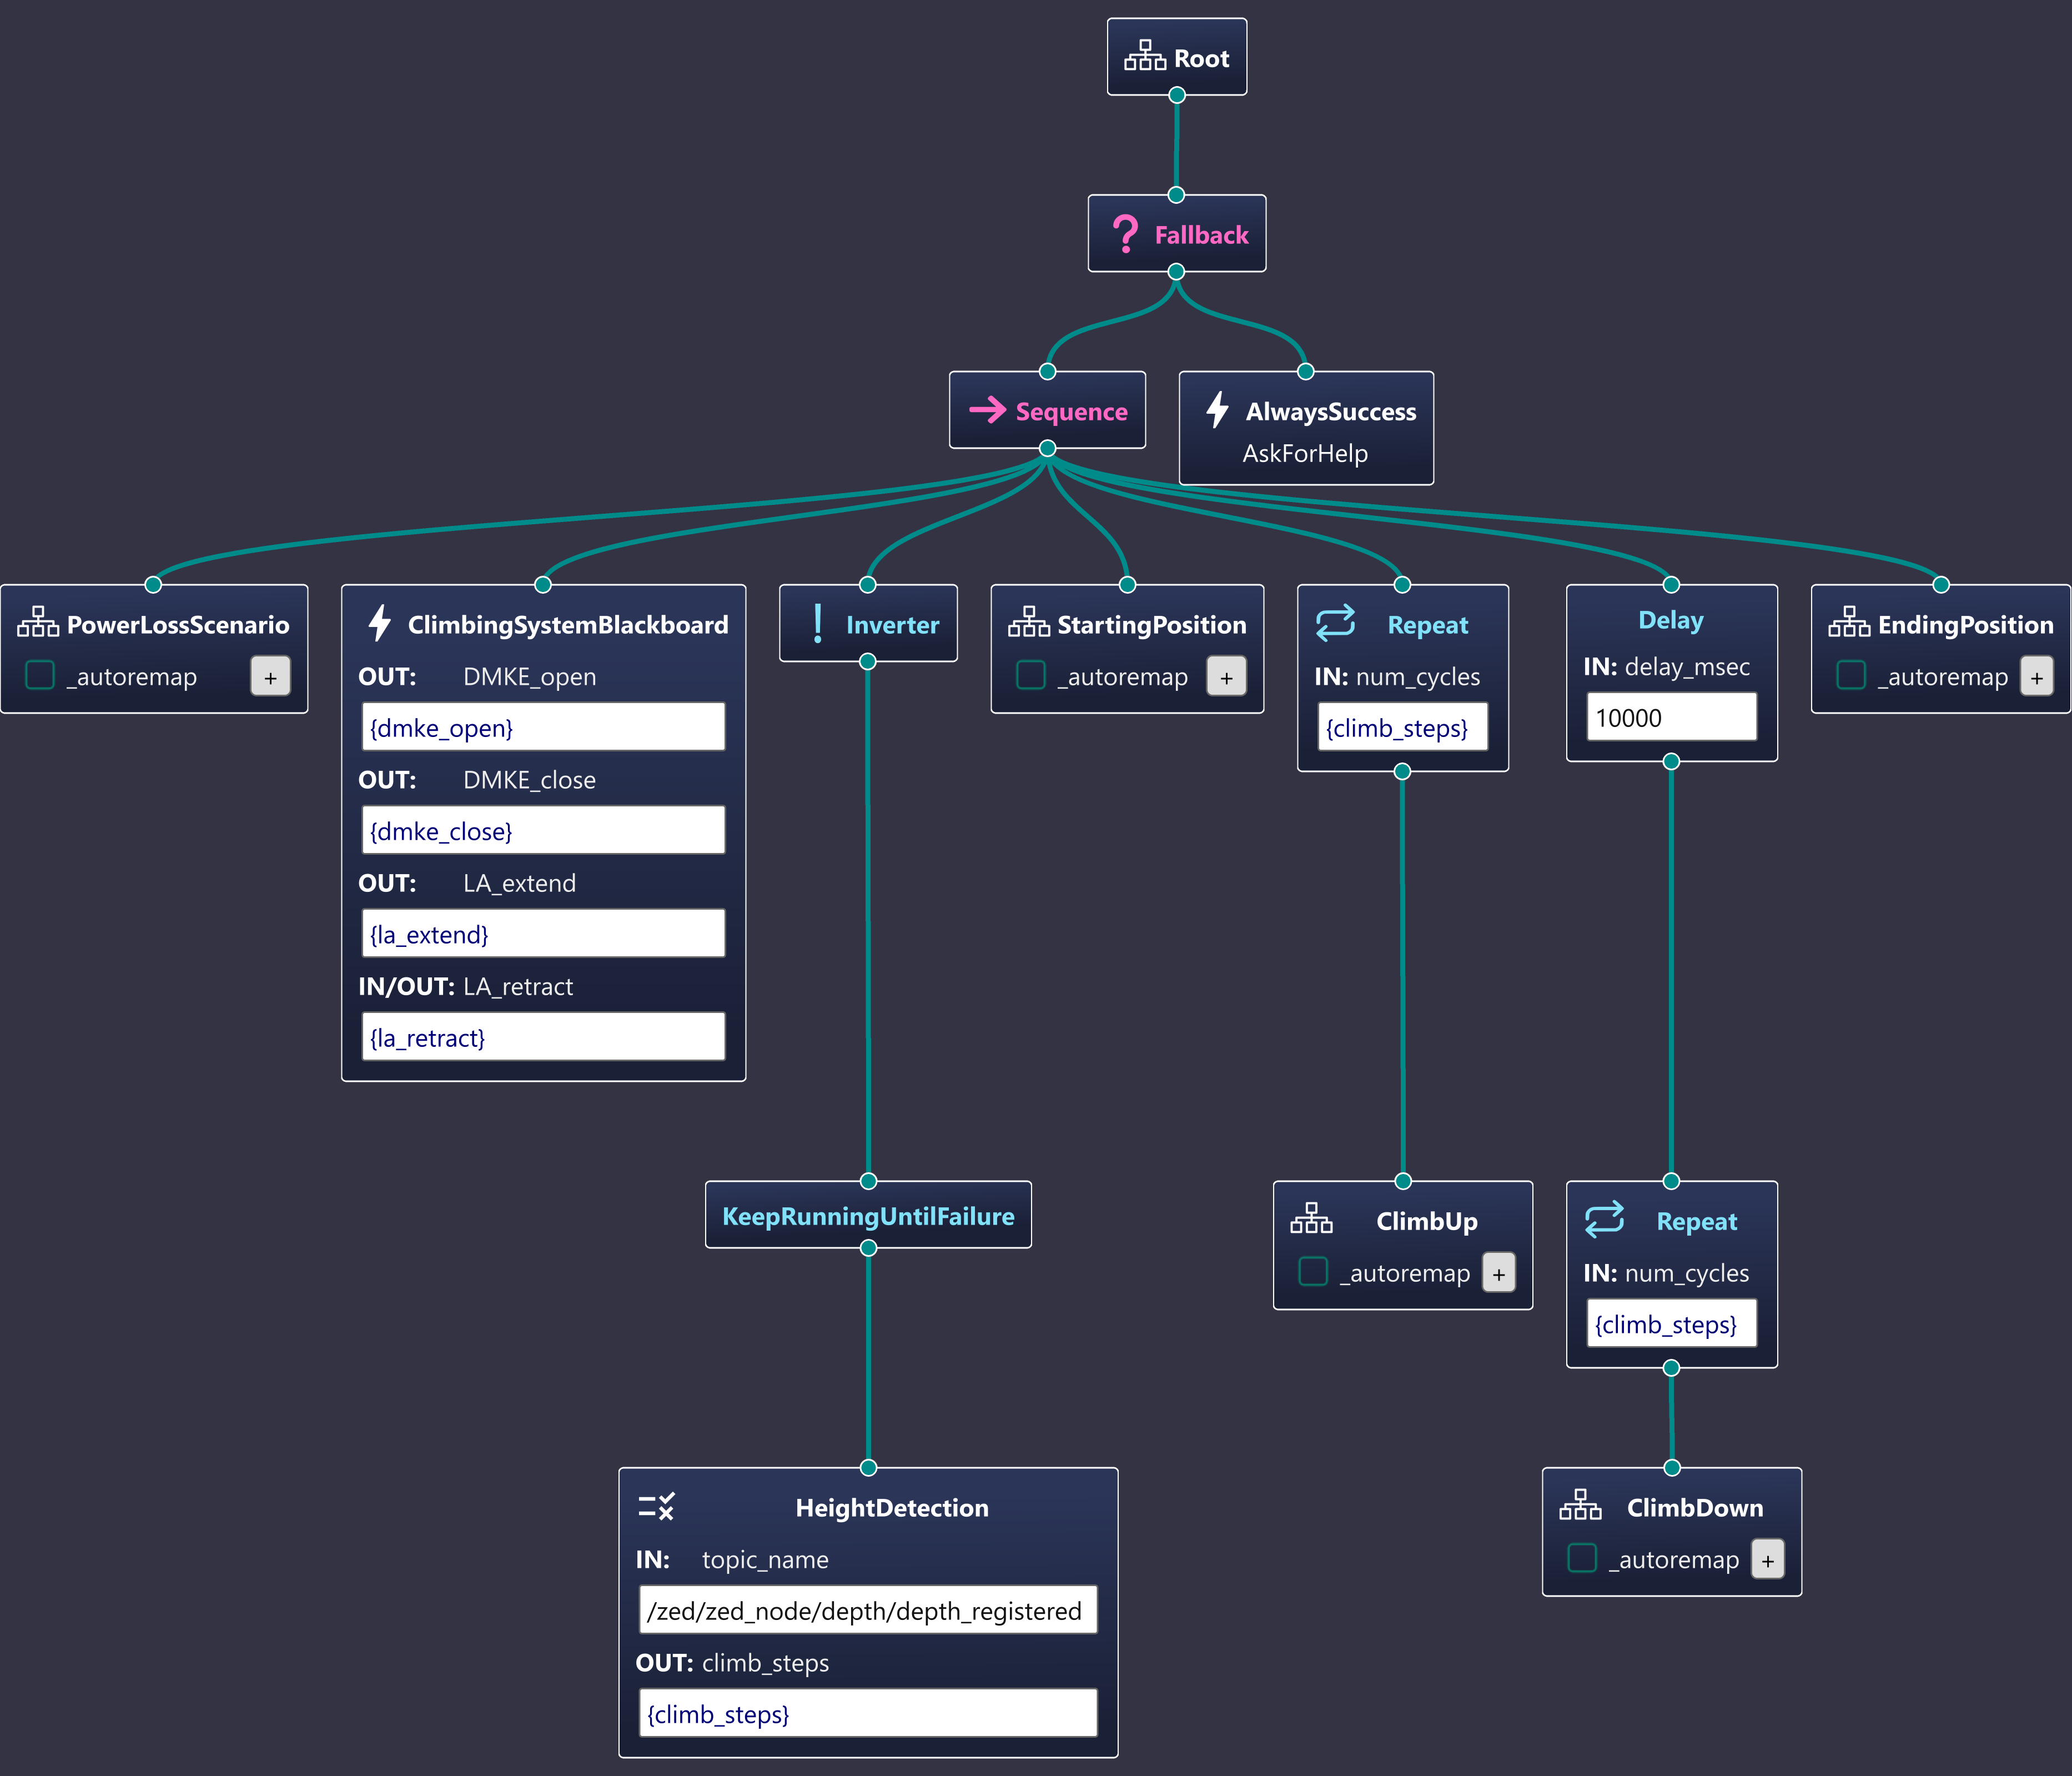 Root
? Fallback
Sequence
AlwaysSuccess
AskForHelp
PowerLossScenario
_autoremap +
ClimbingSystemBlackboard
OUT: DMKE_open
{dmke_open}
OUT: DMKE_close
{dmke_close}
OUT: LA_extend
{la_extend}
IN/OUT: LA_retract
{la_retract}
! Inverter
StartingPosition
_autoremap +
Repeat
IN: num_cycles
{climb_steps}
Delay
IN: delay_msec
10000
EndingPosition
_autoremap +
KeepRunningUntilFailure
ClimbUp
_autoremap +
Repeat
IN: num_cycles
{climb_steps}
HeightDetection
IN: topic_name
/zed/zed_node/depth/depth_registered
OUT: climb_steps
{climb_steps}
ClimbDown
_autoremap +